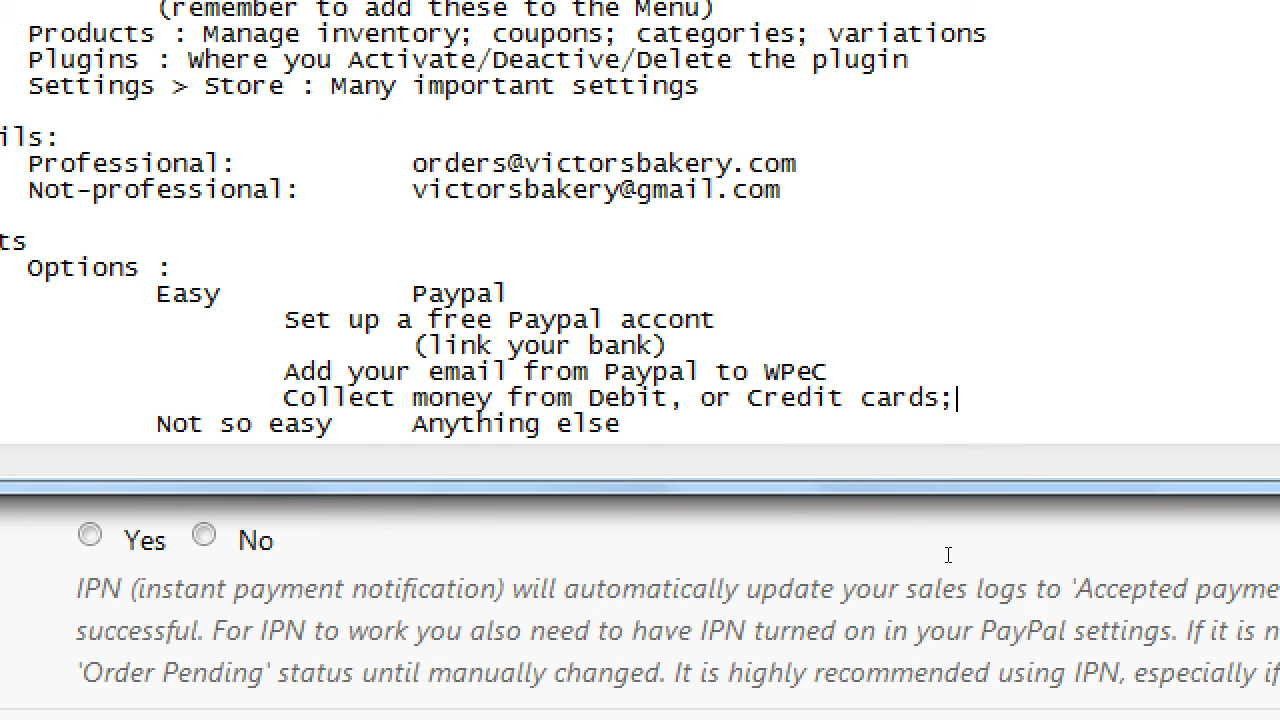 (remember to add these to the Menu)
Products : Manage inventory; coupons; categories; variations
Plugins : Where you Activate/Deactive/Delete the plugin
Settings > Store : Many important settings
ils:
Professional: orders@victorsbakery.com
Not-professional: victorsbakery@gmail.com
ts
Options :
Easy Paypal
Set up a free Paypal accont
(link your bank)
Add your email from Paypal to WPeC
Collect money from Debit, or Credit cards;
Not so easy Anything else
Yes No
IPN (instant payment notification) will automatically update your sales logs to 'Accepted payme
successful. For IPN to work you also need to have IPN turned on in your PayPal settings. If it is n
'Order Pending' status until manually changed. It is highly recommended using IPN, especially if